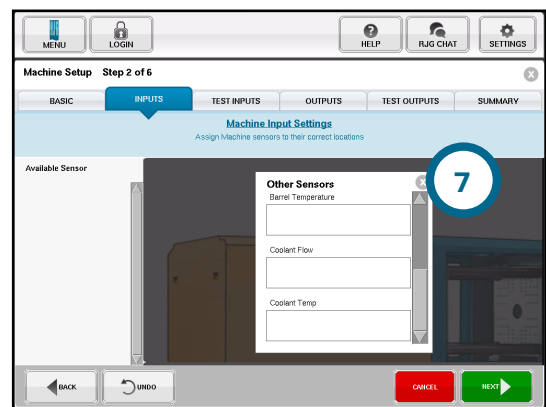 MENU
LOGIN
HELP
RJG CHAT
SETTINGS
Machine Setup Step 2 of 6
BASIC
INPUTS
TEST INPUTS
OUTPUTS
TEST OUTPUTS
SUMMARY
Machine Input Settings
Assign Machine sensors to their correct locations
Available Sensor
Other Sensors
7
Barrel Temperature
Coolant Flow
Coolant Temp
BACK
UNDO
CANCEL
NEXT